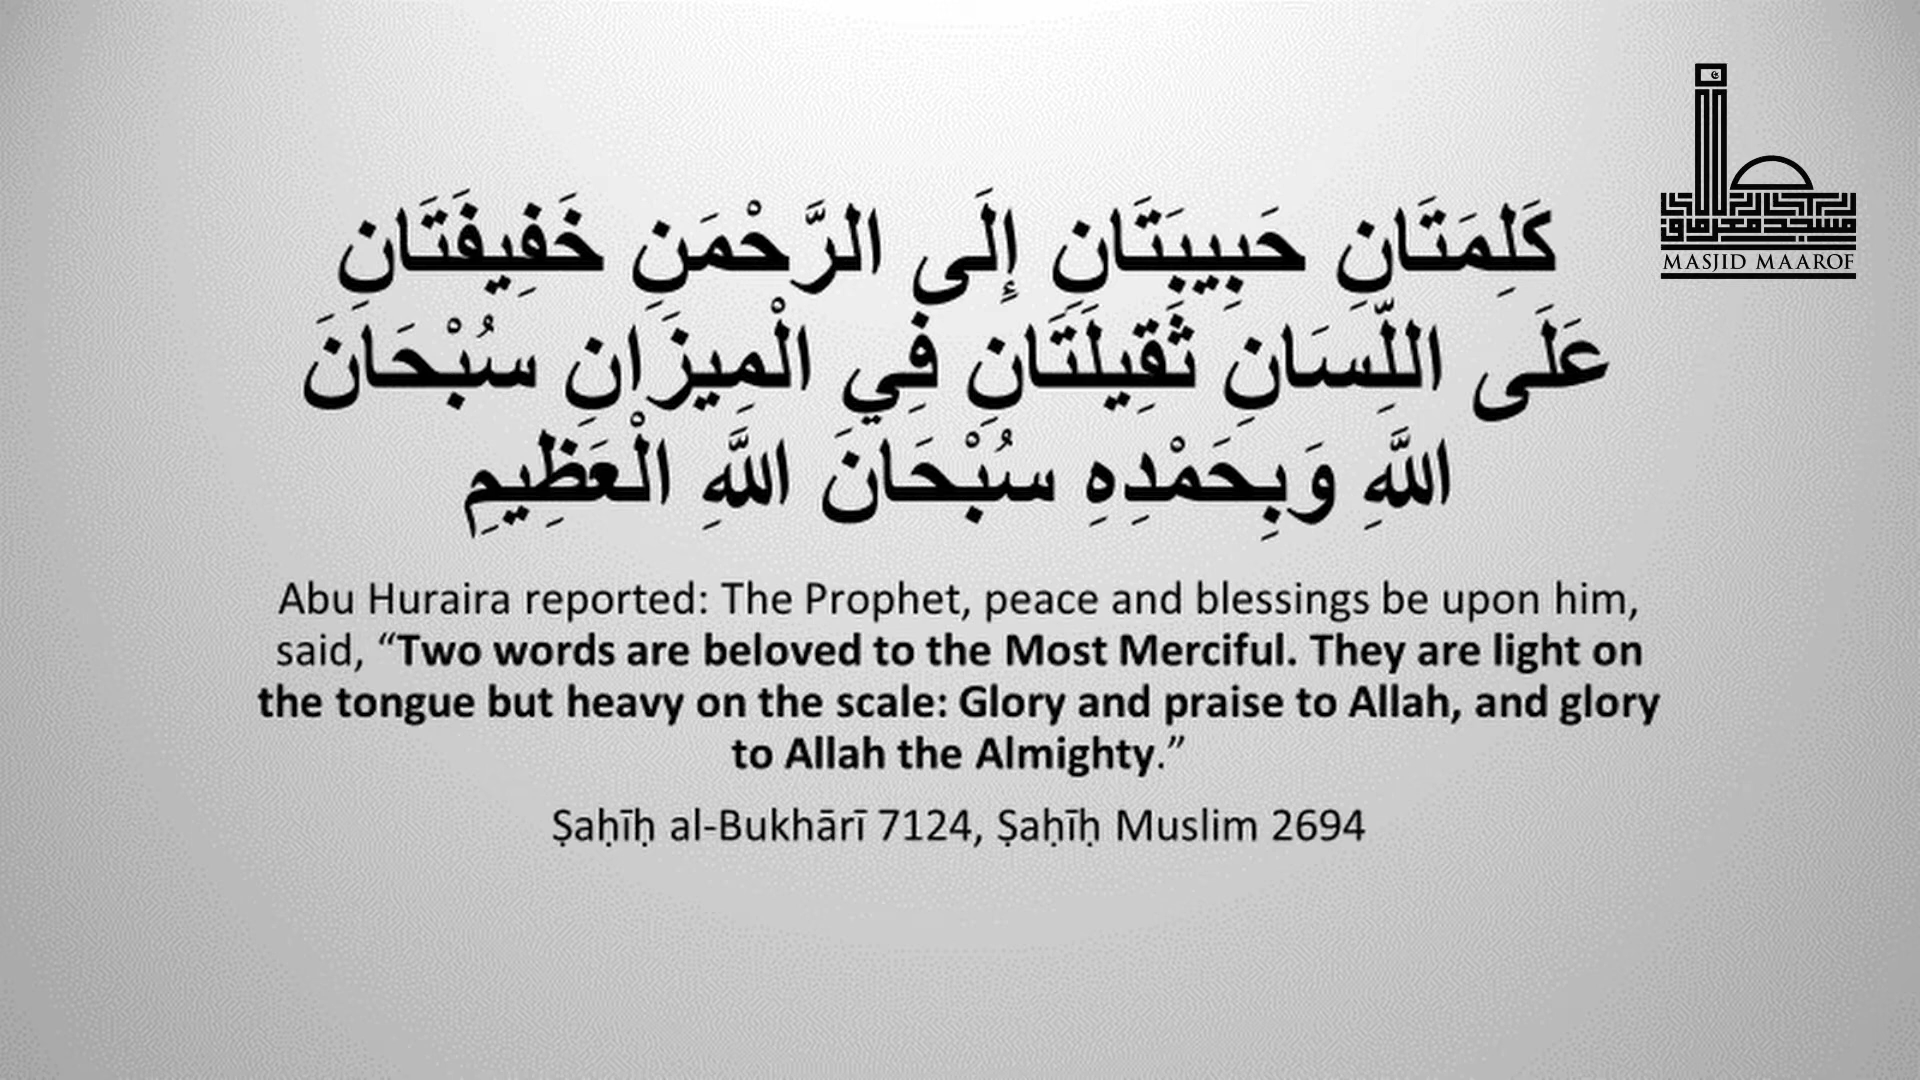 كَلِمَتَانِ حَبِيبَتَانِ إِلَى الرَّحْمَنِ خَفِيفَتَانِ
عَلَى اللِّسَانِ ثَقِيلَتَانِ فِي الْمِيزَانِ سُبْحَانَ
اللَّهِ وَبِحَمْدِهِ سُبْحَانَ اللَّهِ الْعَظِيمِ
Abu Huraira reported: The Prophet, peace and blessings be upon him,
said, “Two words are beloved to the Most Merciful. They are light on
the tongue but heavy on the scale: Glory and praise to Allah, and glory
to Allah the Almighty.”
Ṣaḥīḥ al-Bukhārī 7124, Ṣaḥīḥ Muslim 2694
مسجد معروف
MASJID MAAROF